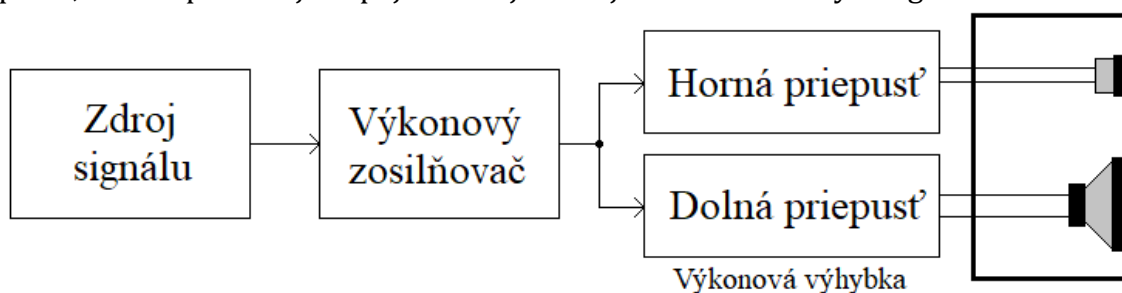 Zdroj
signálu
Výkonový
zosilňovač
Horná priepusť
Dolná priepusť
Výkonová výhybka